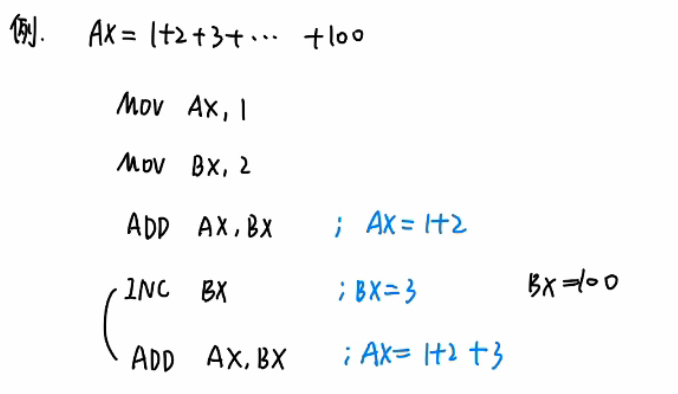 例. AX = 1+2+3+··· +100
MOV AX, 1
MOV BX, 2
ADD AX, BX ; AX = 1+2
INC BX ; BX = 3 BX=100
ADD AX, BX ; AX = 1+2+3